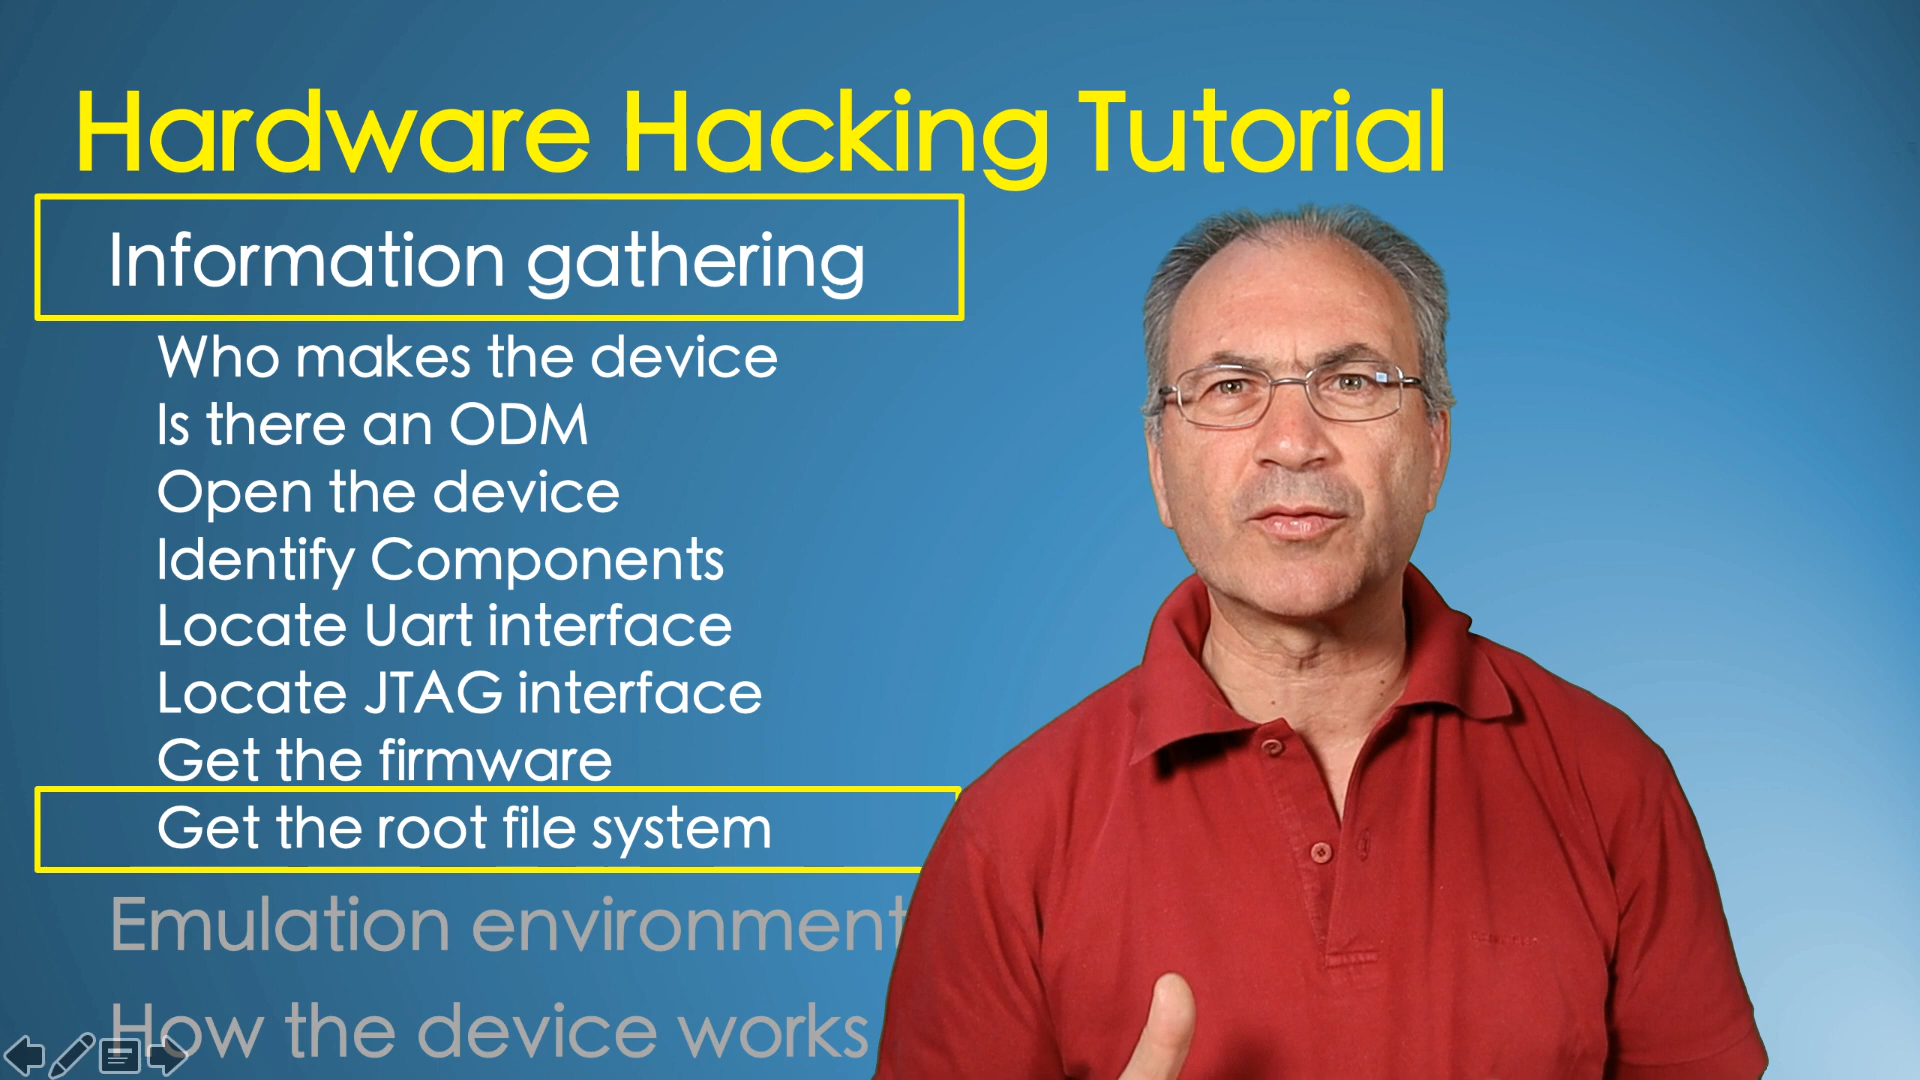 Hardware Hacking Tutorial
Information gathering
Who makes the device
Is there an ODM
Open the device
Identify Components
Locate Uart interface
Locate JTAG interface
Get the firmware
Get the root file system
Emulation environment
How the device works